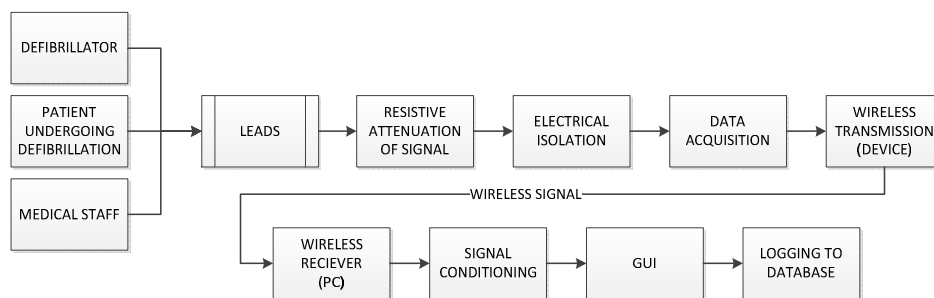 DEFIBRILLATOR
PATIENT
UNDERGOING
DEFIBRILLATION
MEDICAL STAFF
LEADS
RESISTIVE
ATTENUATION
OF SIGNAL
ELECTRICAL
ISOLATION
DATA
ACQUISITION
WIRELESS
TRANSMISSION
(DEVICE)
WIRELESS SIGNAL
WIRELESS
RECIEVER
(PC)
SIGNAL
CONDITIONING
GUI
LOGGING TO
DATABASE